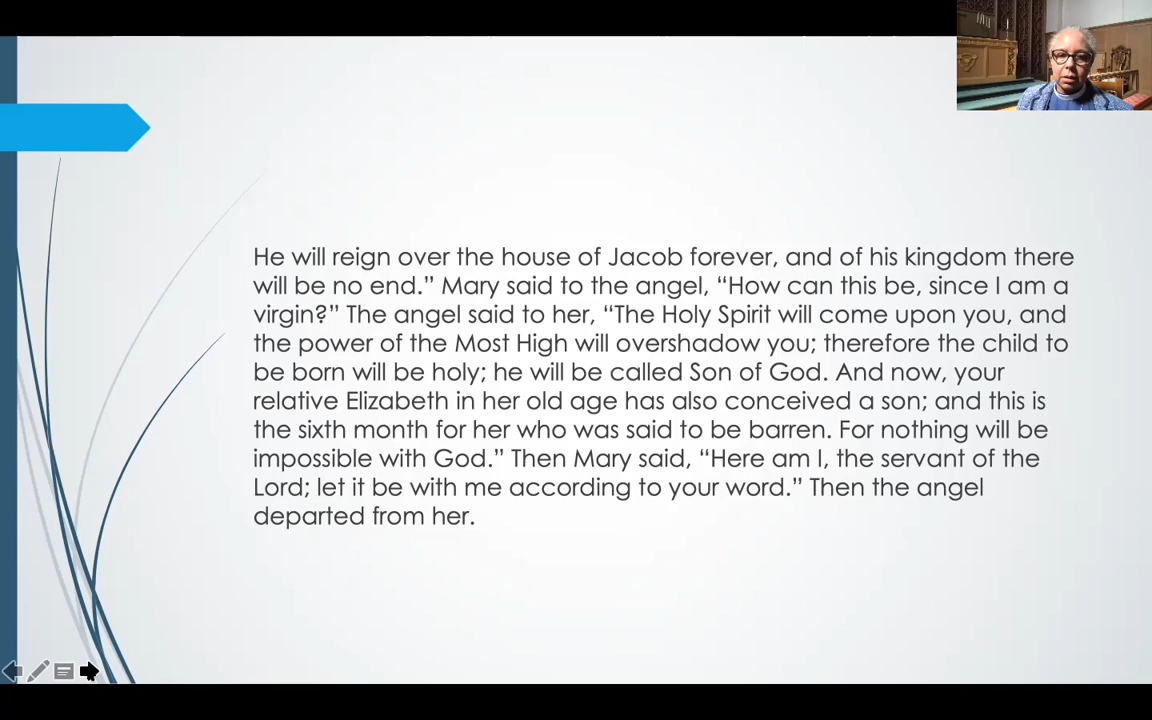 He will reign over the house of Jacob forever, and of his kingdom there
will be no end.” Mary said to the angel, “How can this be, since I am a
virgin?” The angel said to her, “The Holy Spirit will come upon you, and
the power of the Most High will overshadow you; therefore the child to
be born will be holy; he will be called Son of God. And now, your
relative Elizabeth in her old age has also conceived a son; and this is
the sixth month for her who was said to be barren. For nothing will be
impossible with God.” Then Mary said, “Here am I, the servant of the
Lord; let it be with me according to your word.” Then the angel
departed from her.